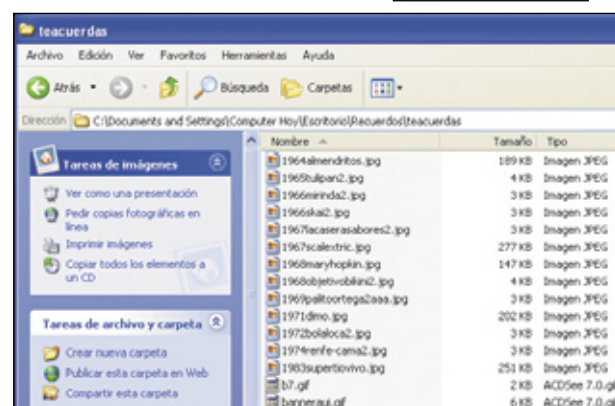 teacuerdas
Archivo Edición Ver Favoritos Herramientas Ayuda
Atrás Búsqueda Carpetas
Dirección C:\Documents and Settings\Computer Hoy\Escritorio\Recuerdos\teacuerdas
Nombre Tamaño Tipo
Tareas de imágenes
Ver como una presentación
Pedir copias fotográficas en
línea
Imprimir imágenes
Copiar todos los elementos a
un CD
Tareas de archivo y carpeta
Crear nueva carpeta
Publicar esta carpeta en Web
Compartir esta carpeta
1964almendritos.jpg 189 KB Imagen JPEG
1965tulipan2.jpg 4 KB Imagen JPEG
1966mirinda2.jpg 3 KB Imagen JPEG
1966skai2.jpg 3 KB Imagen JPEG
1967lacaserasabores2.jpg 3 KB Imagen JPEG
1967scalextric.jpg 277 KB Imagen JPEG
1968maryhopkin.jpg 147 KB Imagen JPEG
1968objetivobikini2.jpg 4 KB Imagen JPEG
1969palitoortega2aaa.jpg 3 KB Imagen JPEG
1971dimo.jpg 202 KB Imagen JPEG
1972bolaloca2.jpg 3 KB Imagen JPEG
1974renfe-cama2.jpg 3 KB Imagen JPEG
1983supertiovivo.jpg 251 KB Imagen JPEG
b7.gif 2 KB ACDSee 7.0.gi
banneraui.gif 6 KB ACDSee 7.0.gi